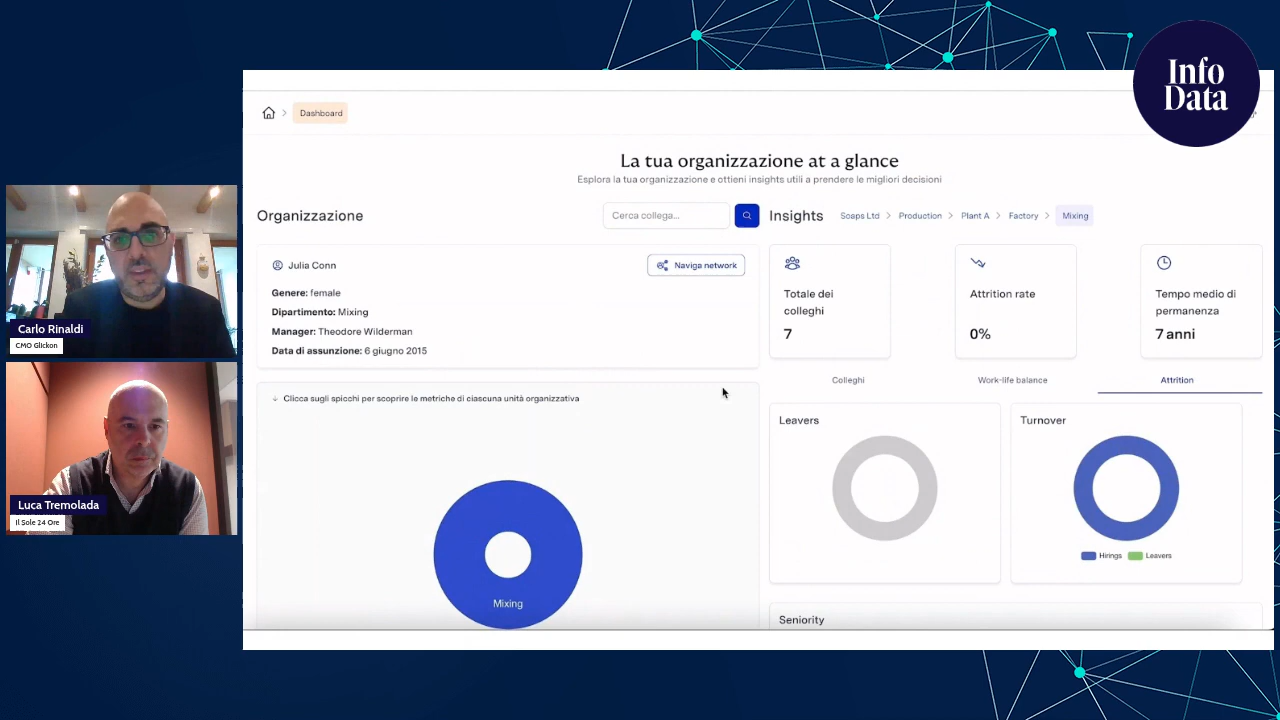 Info
Data
Dashboard
La tua organizzazione at a glance
Esplora la tua organizzazione e ottieni insights utili a prendere le migliori decisioni
Organizzazione
Cerca collega...
Julia Conn
Naviga network
Genere: female
Dipartimento: Mixing
Manager: Theodore Wilderman
Data di assunzione: 6 giugno 2015
Clicca sugli spicchi per scoprire le metriche di ciascuna unità organizzativa
Mixing
Insights
Soaps Ltd > Production > Plant A > Factory > Mixing
Totale dei
colleghi
7
Attrition rate
0%
Tempo medio di
permanenza
7 anni
Colleghi
Work-life balance
Attrition
Leavers
Turnover
Hirings
Leavers
Seniority
Carlo Rinaldi
CMO Glickon
Luca Tremolada
Il Sole 24 Ore